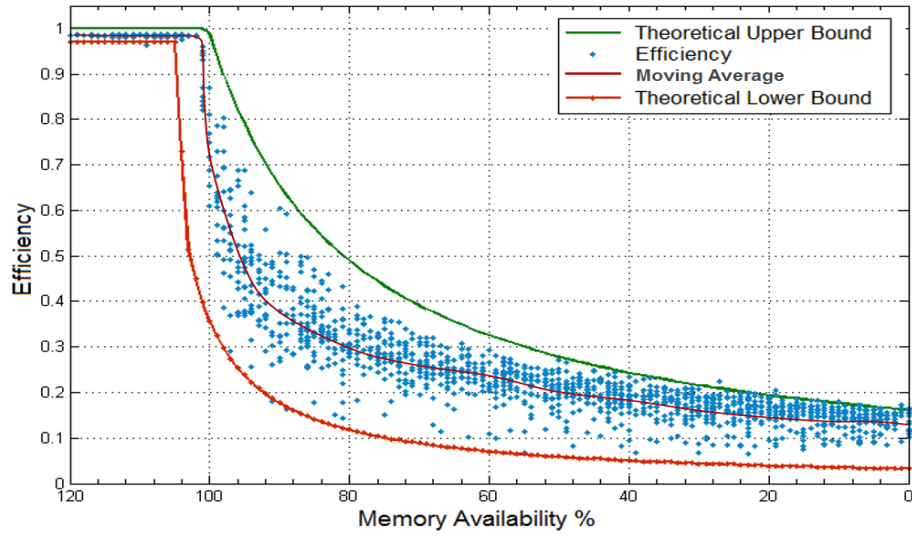 1
0.9
0.8
0.7
0.6
0.5
0.4
0.3
0.2
0.1
0
Efficiency
Theoretical Upper Bound
Efficiency
Moving Average
Theoretical Lower Bound
120 100 80 60 40 20 0
Memory Availability %